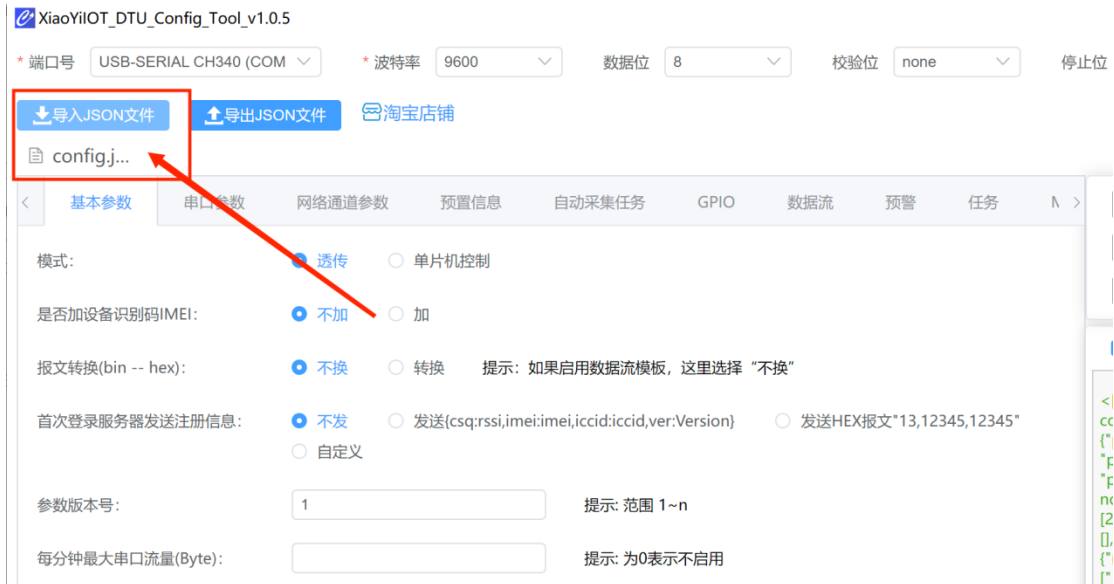 XiaoYiIOT_DTU_Config_Tool_v1.0.5
* 端口号 USB-SERIAL CH340 (COM * 波特率 9600 数据位 8 校验位 none 停止位
导入JSON文件 导出JSON文件 淘宝店铺
config.j...
基本参数 串口参数 网络通道参数 预置信息 自动采集任务 GPIO 数据流 预警 任务
模式： 透传 单片机控制
是否加设备识别码IMEI： 不加 加
报文转换(bin -- hex)： 不换 转换 提示：如果启用数据流模板，这里选择“不换”
首次登录服务器发送注册信息： 不发 发送{csq:rssi,imei:imei,iccid:iccid,ver:Version} 发送HEX报文"13,12345,12345"
自定义
参数版本号： 1 提示: 范围 1~n
每分钟最大串口流量(Byte)： 提示: 为0表示不启用